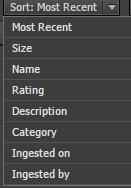 Sort: Most Recent
Most Recent
Size
Name
Rating
Description
Category
Ingested on
Ingested by